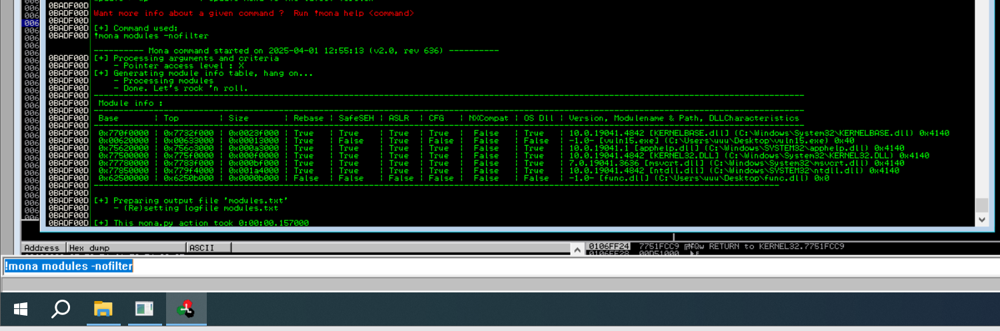 0BADF00D
0BADF00D Want more info about a given command ? Run !mona help <command>
0BADF00D
0BADF00D [+] Command used:
0BADF00D !mona modules -nofilter
---------- Mona command started on 2025-04-01 12:55:13 (v2.0, rev 636) ----------
0BADF00D [+] Processing arguments and criteria
0BADF00D - Pointer access level : X
0BADF00D [+] Generating module info table, hang on...
0BADF00D - Processing modules
0BADF00D - Done. Let's rock 'n roll.
0BADF00D ----------
0BADF00D Module info :
0BADF00D ----------
0BADF00D Base | Top | Size | Rebase | SafeSEH | ASLR | CFG | NXCompat | OS Dll | Version, Modulename & Path, DLLCharacteristics
0BADF00D ----------
0BADF00D 0x770f0000 | 0x7732f000 | 0x0023f000 | True | True | True | True | False | True | 10.0.19041.4842 [KERNELBASE.dll] (C:\Windows\System32\KERNELBASE.dll) 0x4140
0BADF00D 0x00620000 | 0x00633000 | 0x00013000 | True | False | True | False | False | False | -1.0- [vuln15.exe] (C:\Users\uuu\Desktop\vuln15.exe) 0x40
0BADF00D 0x75620000 | 0x756c3000 | 0x000a3000 | True | True | True | True | False | True | 10.0.19041.1 [apphelp.dll] (C:\Windows\SYSTEM32\apphelp.dll) 0x4140
0BADF00D 0x77500000 | 0x775f0000 | 0x000f0000 | True | True | True | True | False | True | 10.0.19041.4842 [KERNEL32.DLL] (C:\Windows\System32\KERNEL32.DLL) 0x4140
0BADF00D 0x77780000 | 0x7783f000 | 0x000bf000 | True | True | True | True | False | True | 7.0.19041.3636 [msvcrt.dll] (C:\Windows\System32\msvcrt.dll) 0x4140
0BADF00D 0x77850000 | 0x779f4000 | 0x001a4000 | True | True | True | True | False | True | 10.0.19041.4842 [ntdll.dll] (C:\Windows\SYSTEM32\ntdll.dll) 0x4140
0BADF00D 0x62500000 | 0x6250b000 | 0x0000b000 | False | False | False | False | False | False | -1.0- [func.dll] (C:\Users\uuu\Desktop\func.dll) 0x0
0BADF00D ----------
0BADF00D
0BADF00D [+] Preparing output file 'modules.txt'
0BADF00D - (Re)setting logfile modules.txt
0BADF00D
0BADF00D [+] This mona.py action took 0:00:00.157000
Address Hex dump ASCII
0106FF24 7751FCC9 RETURN to KERNEL32.7751FCC9
!mona modules -nofilter